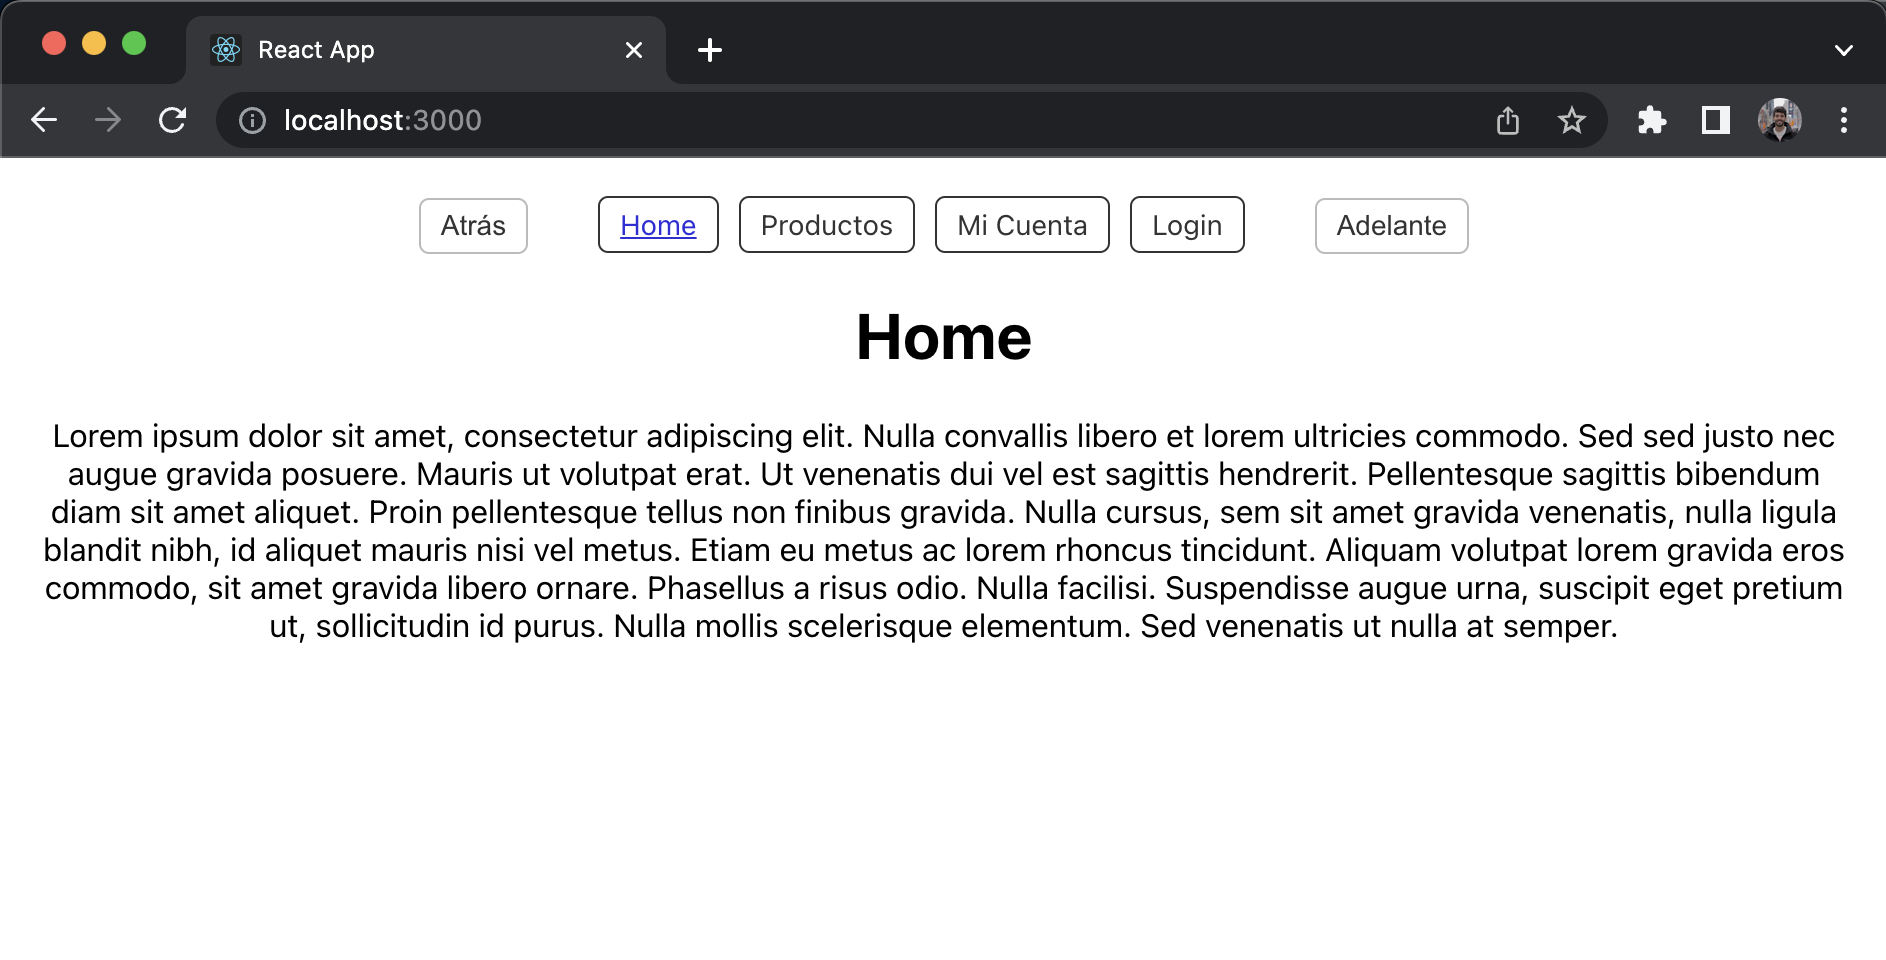 React App
localhost:3000
Atrás Home Productos Mi Cuenta Login Adelante
Home
Lorem ipsum dolor sit amet, consectetur adipiscing elit. Nulla convallis libero et lorem ultricies commodo. Sed sed justo nec
augue gravida posuere. Mauris ut volutpat erat. Ut venenatis dui vel est sagittis hendrerit. Pellentesque sagittis bibendum
diam sit amet aliquet. Proin pellentesque tellus non finibus gravida. Nulla cursus, sem sit amet gravida venenatis, nulla ligula
blandit nibh, id aliquet mauris nisi vel metus. Etiam eu metus ac lorem rhoncus tincidunt. Aliquam volutpat lorem gravida eros
commodo, sit amet gravida libero ornare. Phasellus a risus odio. Nulla facilisi. Suspendisse augue urna, suscipit eget pretium
ut, sollicitudin id purus. Nulla mollis scelerisque elementum. Sed venenatis ut nulla at semper.